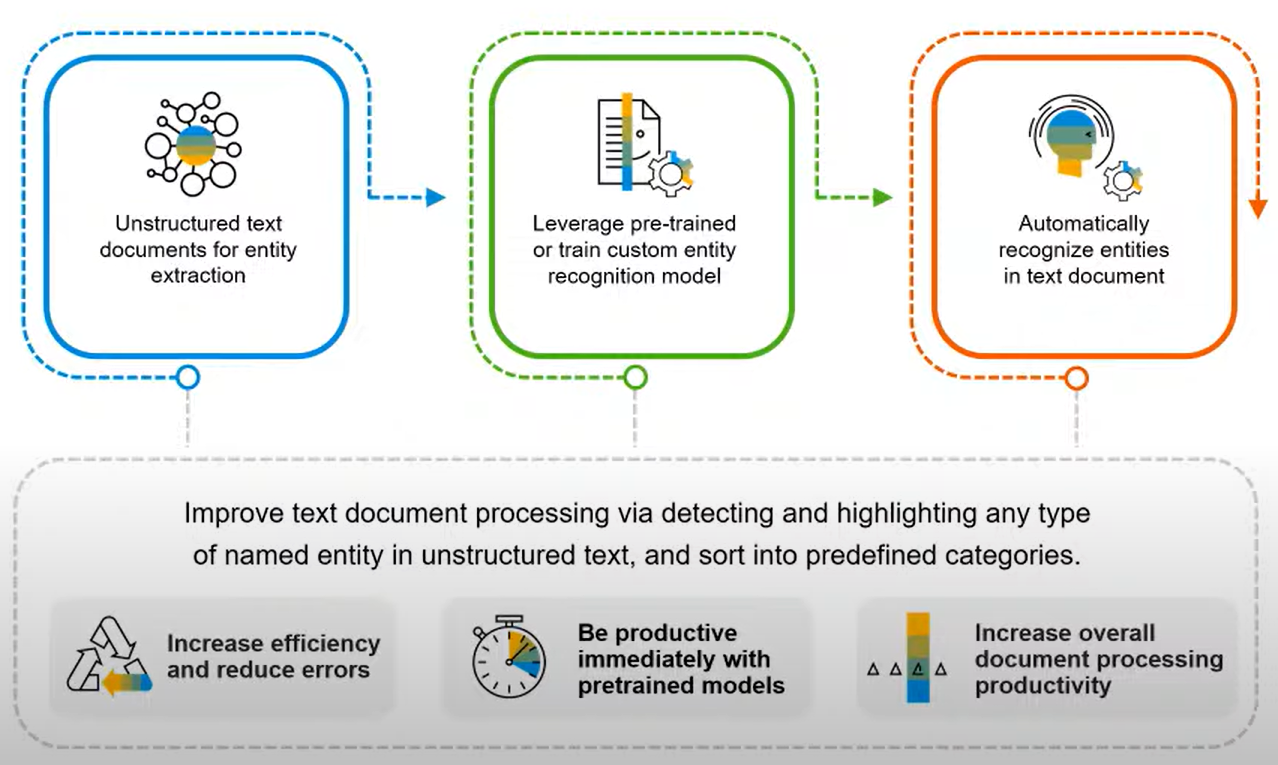 Unstructured text
documents for entity
extraction
Leverage pre-trained
or train custom entity
recognition model
Automatically
recognize entities
in text document
Improve text document processing via detecting and highlighting any type
of named entity in unstructured text, and sort into predefined categories.
Increase efficiency
and reduce errors
Be productive
immediately with
pretrained models
Increase overall
document processing
productivity